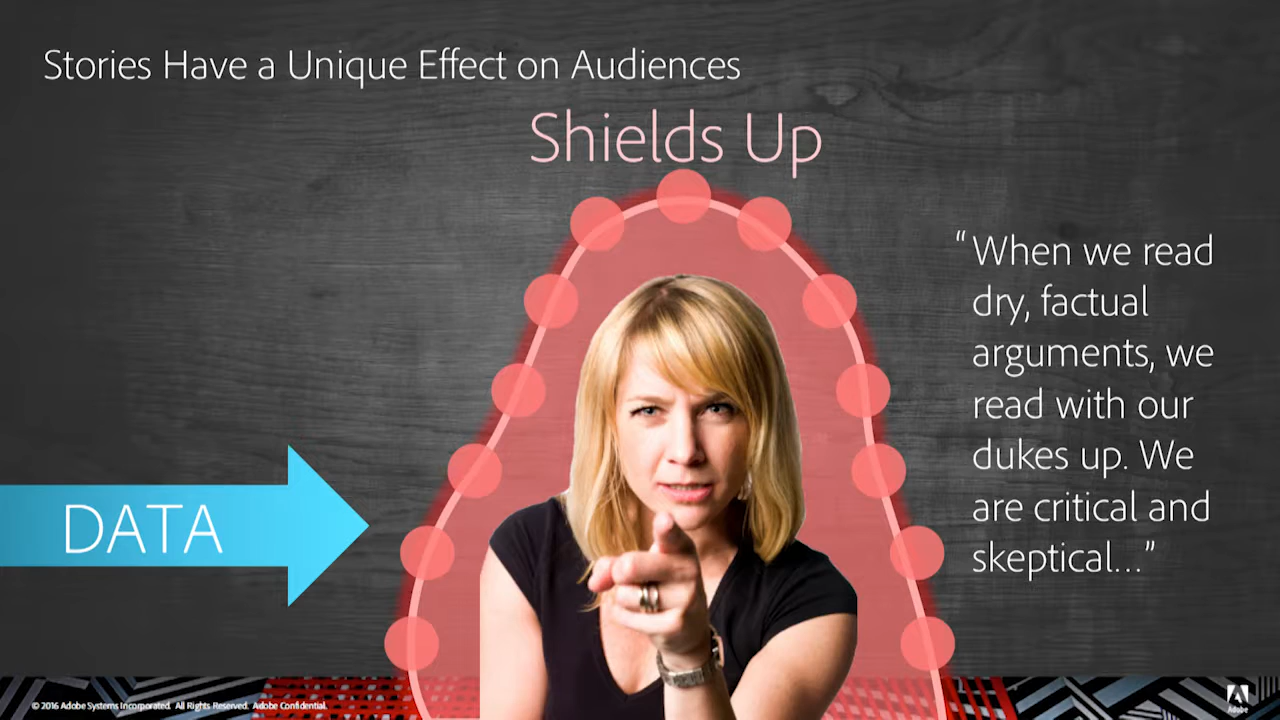 Stories Have a Unique Effect on Audiences
Shields Up
“When we read
dry, factual
arguments, we
read with our
dukes up. We
are critical and
skeptical...”
DATA
© 2016 Adobe Systems Incorporated. All Rights Reserved. Adobe Confidential.
Adobe